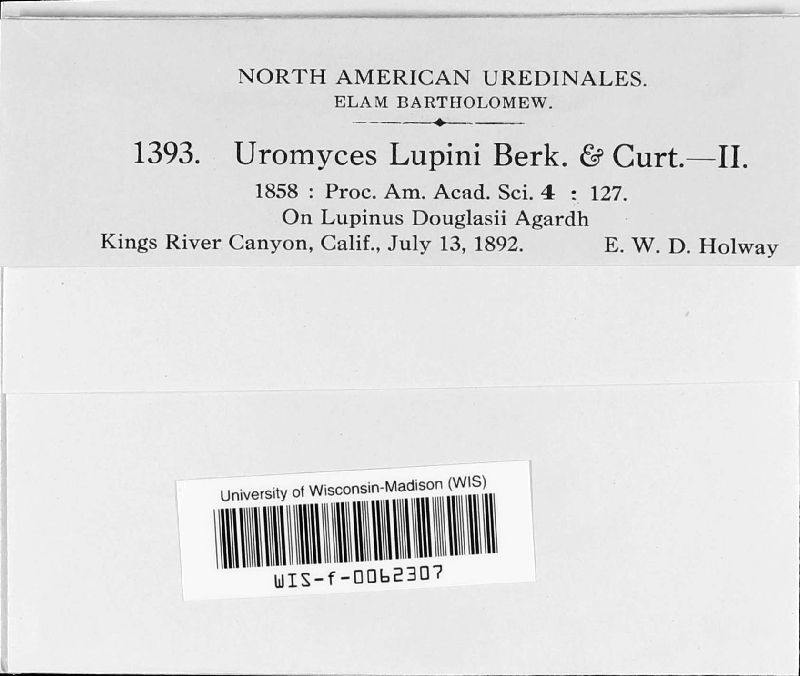 NORTH AMERICAN UREDINALES.
ELAM BARTHOLOMEW.
1393. Uromyces Lupini Berk. & Curt.—II.
1858 : Proc. Am. Acad. Sci. 4 : 127.
On Lupinus Douglasii Agardh
Kings River Canyon, Calif., July 13, 1892. E. W. D. Holway
University of Wisconsin-Madison (WIS)
WIS-f-0062307